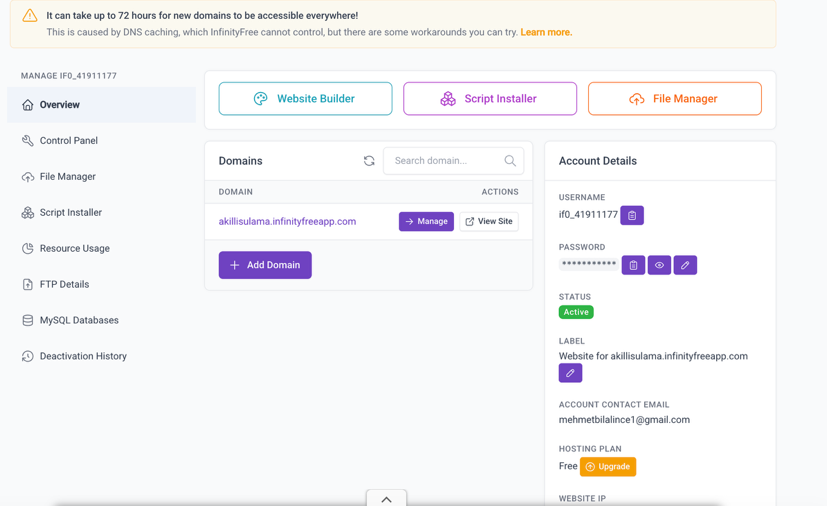 It can take up to 72 hours for new domains to be accessible everywhere!
This is caused by DNS caching, which InfinityFree cannot control, but there are some workarounds you can try. Learn more.
MANAGE IF0_41911177
Overview
Control Panel
File Manager
Script Installer
Resource Usage
FTP Details
MySQL Databases
Deactivation History
Website Builder
Script Installer
File Manager
Domains
Search domain...
DOMAIN
ACTIONS
akillisulama.infinityfreeapp.com
Manage
View Site
Add Domain
Account Details
USERNAME
if0_41911177
PASSWORD
***********
STATUS
Active
LABEL
Website for akillisulama.infinityfreeapp.com
ACCOUNT CONTACT EMAIL
mehmetbilalince1@gmail.com
HOSTING PLAN
Free
Upgrade
WEBSITE IP